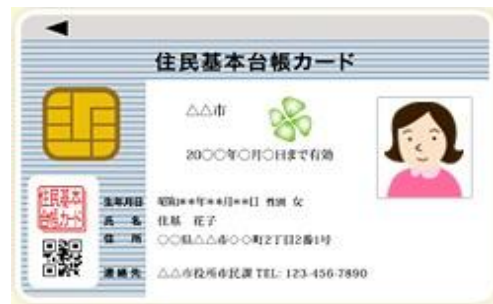 住民基本台帳カード
△△市
20○○年○月○日まで有効
住民基本
台帳カード
生年月日 昭和**年**月**日 性別 女
氏 名 住基 花子
住 所 ○○県△△市○○町2丁目2番1号
連絡先 △△市役所市民課 TEL: 123-456-7890